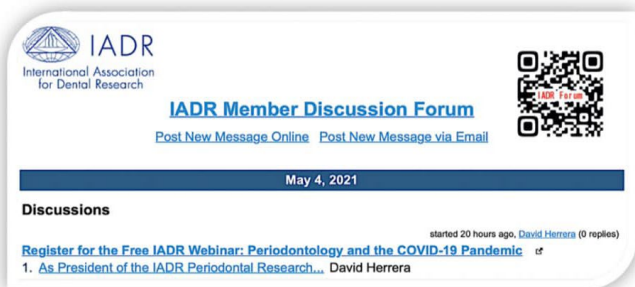 IADR
International Association
for Dental Research
IADR Forum
IADR Member Discussion Forum
Post New Message Online Post New Message via Email
May 4, 2021
Discussions
started 20 hours ago, David Herrera (0 replies)
Register for the Free IADR Webinar: Periodontology and the COVID-19 Pandemic
1. As President of the IADR Periodontal Research... David Herrera